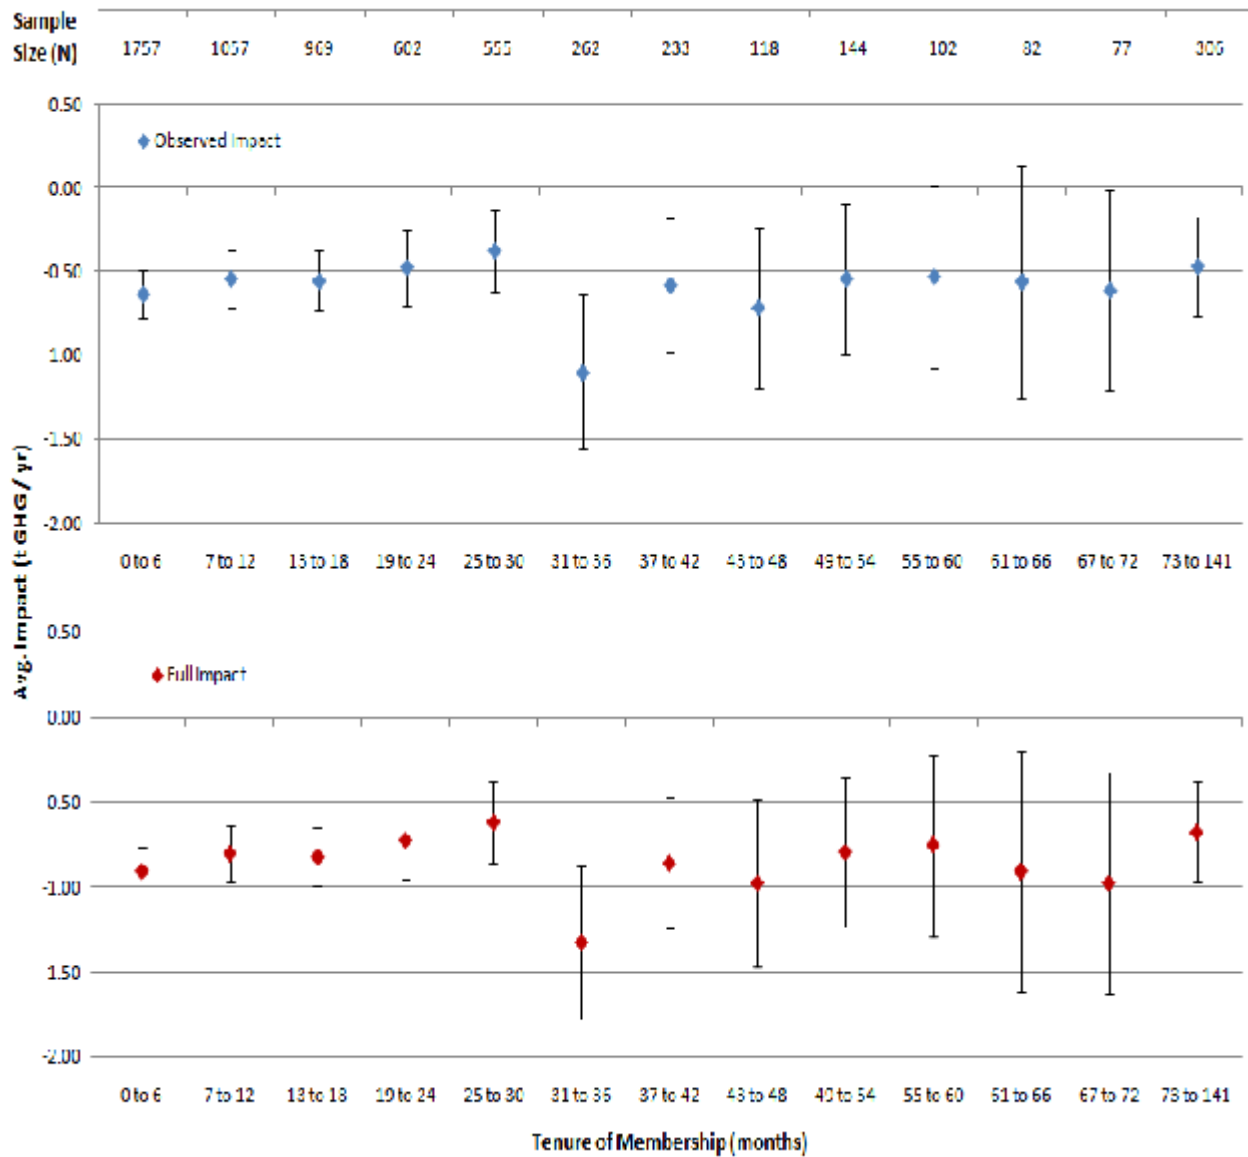 Sample
Size (N) 1757 1057 969 602 555 262 233 118 144 102 82 77 305
0.50
Observed Impact
0.00
-0.50
1.00
-1.50
-2.00
0 to 6 7 to 12 13 to 18 19 to 24 25 to 30 31 to 36 37 to 42 43 to 48 49 to 54 55 to 60 61 to 66 67 to 72 73 to 141
Avg. Impact (t GHG / yr)
0.50
Full Impact
0.00
0.50
-1.00
1.50
-2.00
0 to 6 7 to 12 13 to 18 19 to 24 25 to 30 31 to 36 37 to 42 43 to 48 49 to 54 55 to 60 61 to 66 67 to 72 73 to 141
Tenure of Membership (months)